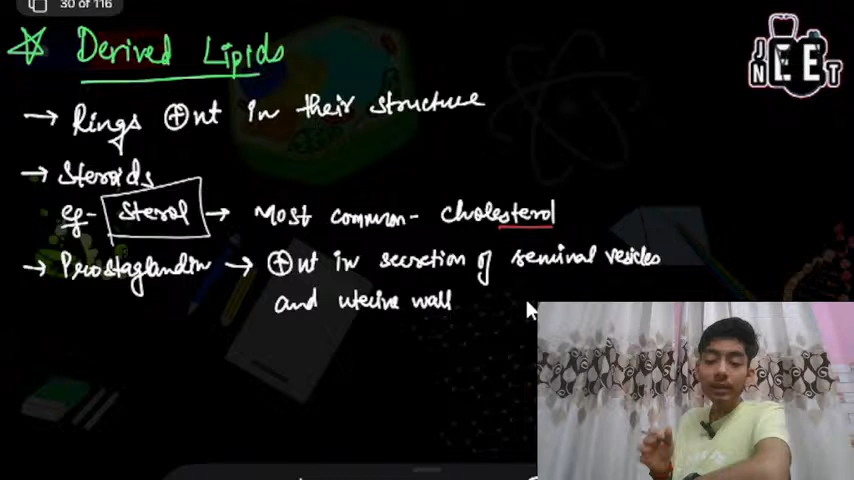 30 of 116
Derived Lipids
JNEET
→ Rings ⊕nt in their structure
→ Steroids
eg- Sterol → Most common - cholesterol
→ Prostaglandin → ⊕nt in secretion of seminal vesicles
and uterine wall